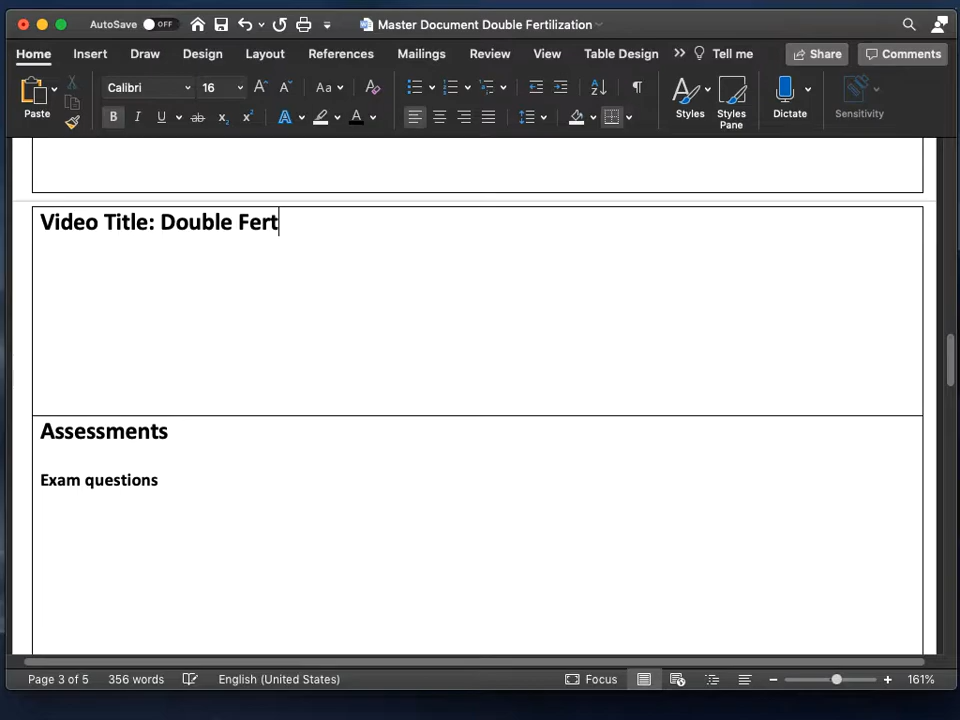 AutoSave OFF Master Document Double Fertilization
Home Insert Draw Design Layout References Mailings Review View Table Design Tell me Share Comments
Paste Calibri 16 Aa Styles Styles Pane Dictate Sensitivity
Video Title: Double Fert
Assessments
Exam questions
Page 3 of 5 356 words English (United States) Focus 161%